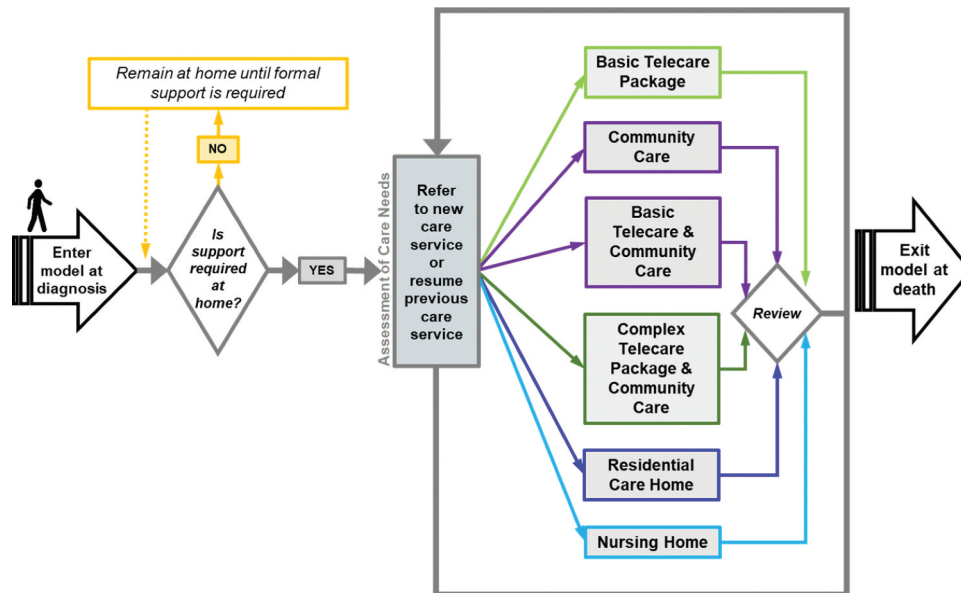 Remain at home until formal
support is required
NO
Enter
model at
diagnosis
Is
support
required
at
home?
YES
Assessment of Care Needs
Refer
to new
care
service
or
resume
previous
care
service
Basic Telecare
Package
Community
Care
Basic
Telecare &
Community
Care
Complex
Telecare
Package &
Community
Care
Residential
Care Home
Nursing Home
Review
Exit
model at
death